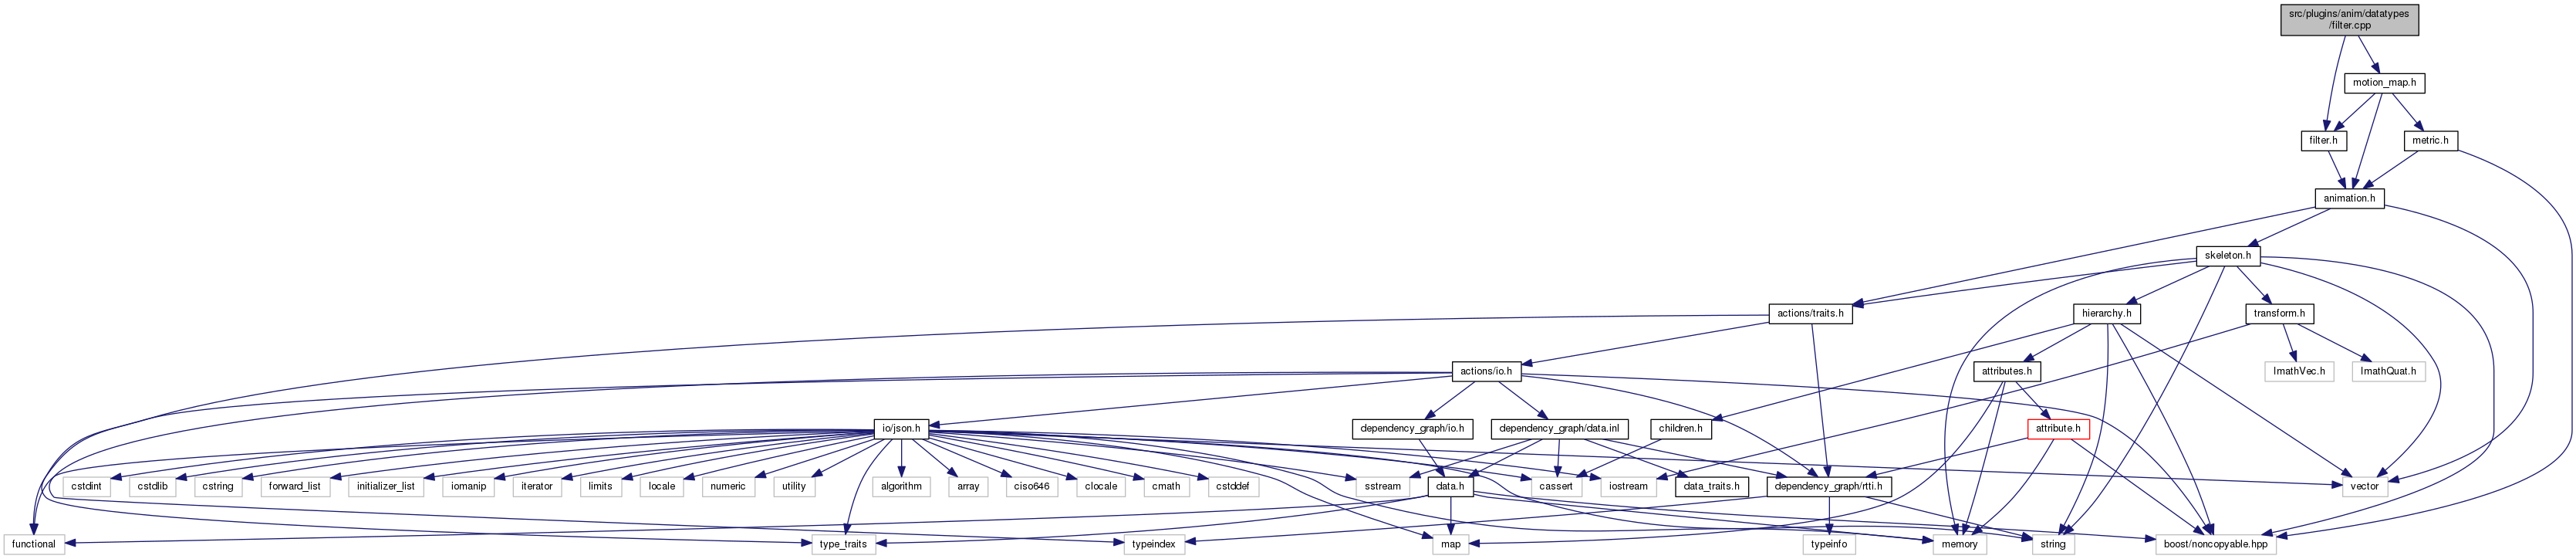 src/plugins/anim/datatypes
/filter.cpp
motion_map.h
filter.h
metric.h
animation.h
skeleton.h
actions/traits.h
hierarchy.h
transform.h
actions/io.h
attributes.h
ImathVec.h
ImathQuat.h
io/json.h
dependency_graph/io.h
dependency_graph/data.inl
children.h
attribute.h
cstdint
cstdlib
cstring
forward_list
initializer_list
iomanip
iterator
limits
locale
numeric
utility
algorithm
array
ciso646
clocale
cmath
cstddef
sstream
data.h
cassert
iostream
data_traits.h
dependency_graph/rtti.h
vector
functional
type_traits
typeindex
map
typeinfo
memory
string
boost/noncopyable.hpp